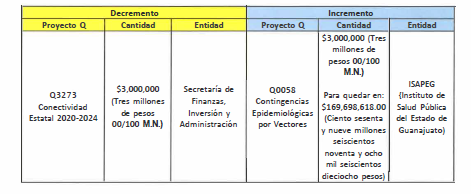 Decremento
Incremento
Proyecto Q
Cantidad
Entidad
Proyecto Q
Cantidad
Entidad
Q3273
Conectividad
Estatal 2020-2024
$3,000,000
(Tres millones
de pesos
00/100 M.N.)
Secretaría de
Finanzas,
Inversión y
Administración
Q0058
Contingencias
Epidemiológicas
por Vectores
$3,000,000 (Tres
millones de
pesos 00/100
M.N.)
Para quedar en:
$169,698,618.00
(Ciento sesenta
y nueve millones
seiscientos
noventa y ocho
mil seiscientos
dieciocho pesos)
ISAPEG
(Instituto de
Salud Pública
del Estado de
Guanajuato)